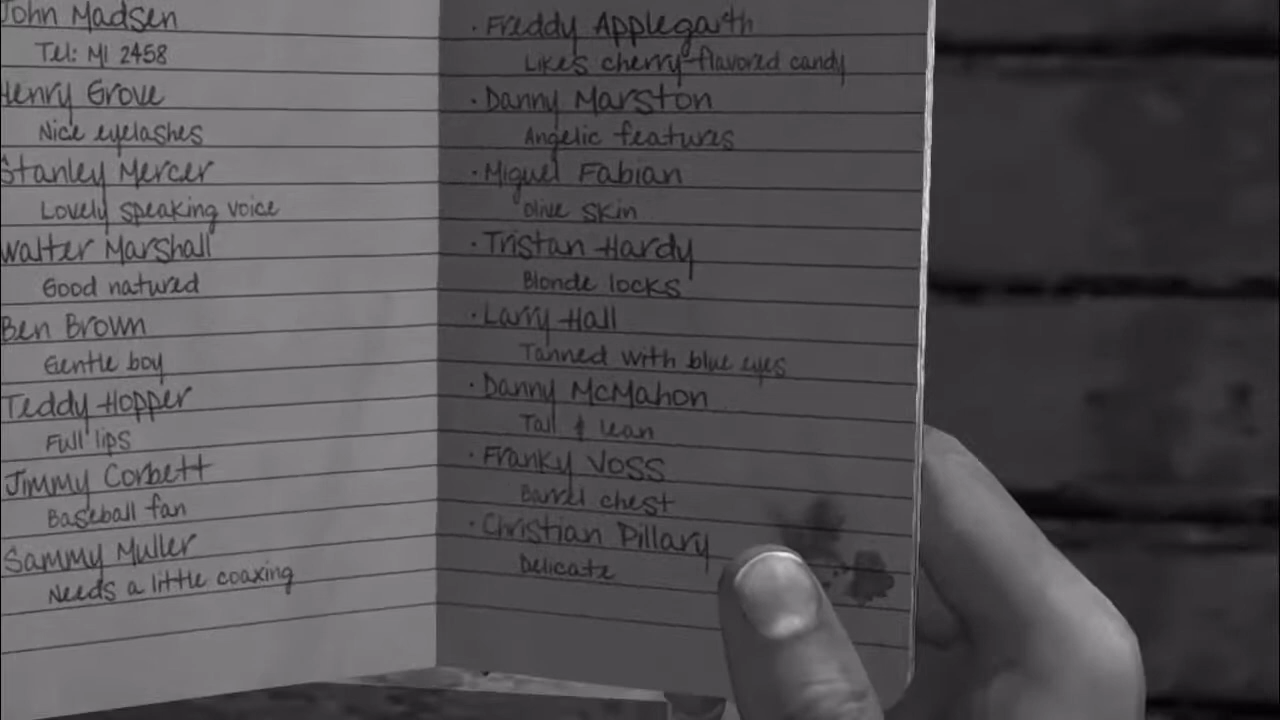 John Madsen
Tel: MI 2458
Henry Grove
Nice eyelashes
Stanley Mercer
Lovely speaking voice
Walter Marshall
Good natured
Ben Brown
Gentle boy
Teddy Hopper
Full lips
Jimmy Corbett
Baseball fan
Sammy Muller
Needs a little coaxing
· Freddy Applegarth
Likes cherry-flavored candy
· Danny Marston
Angelic features
· Miguel Fabian
Olive skin
· Tristan Hardy
Blonde locks
· Larry Hall
Tanned with blue eyes
· Danny McMahon
Tall & lean
· Franky Voss
Barrel chest
· Christian Dillary
Delicate